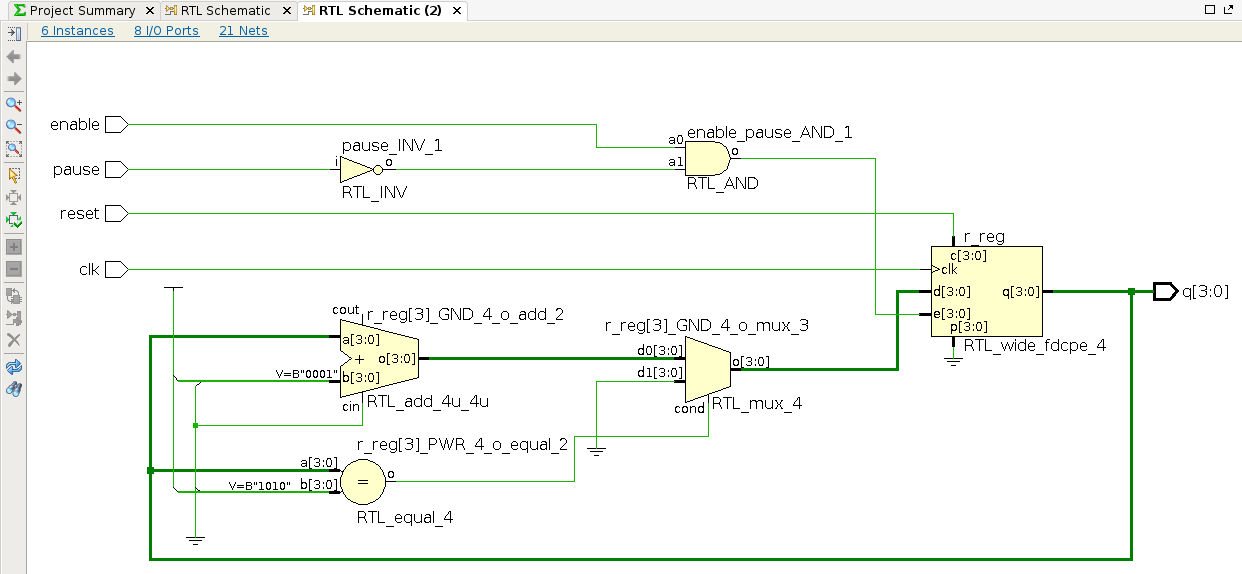 Σ Project Summary × RTL Schematic × RTL Schematic (2) ×
6 Instances 8 I/O Ports 21 Nets
enable
enable_pause_AND_1
a0
a1
o
RTL_AND
pause_INV_1
pause
i
o
RTL_INV
reset
r_reg
c[3:0]
clk
clk
d[3:0]
q[3:0]
e[3:0]
p[3:0]
RTL_wide_fdcpe_4
q[3:0]
cout
r_reg[3]_GND_4_o_add_2
a[3:0]
+
o[3:0]
V=B"0001"
b[3:0]
cin
RTL_add_4u_4u
r_reg[3]_GND_4_o_mux_3
d0[3:0]
d1[3:0]
o[3:0]
cond
RTL_mux_4
r_reg[3]_PWR_4_o_equal_2
a[3:0]
o
V=B"1010"
b[3:0]
=
RTL_equal_4